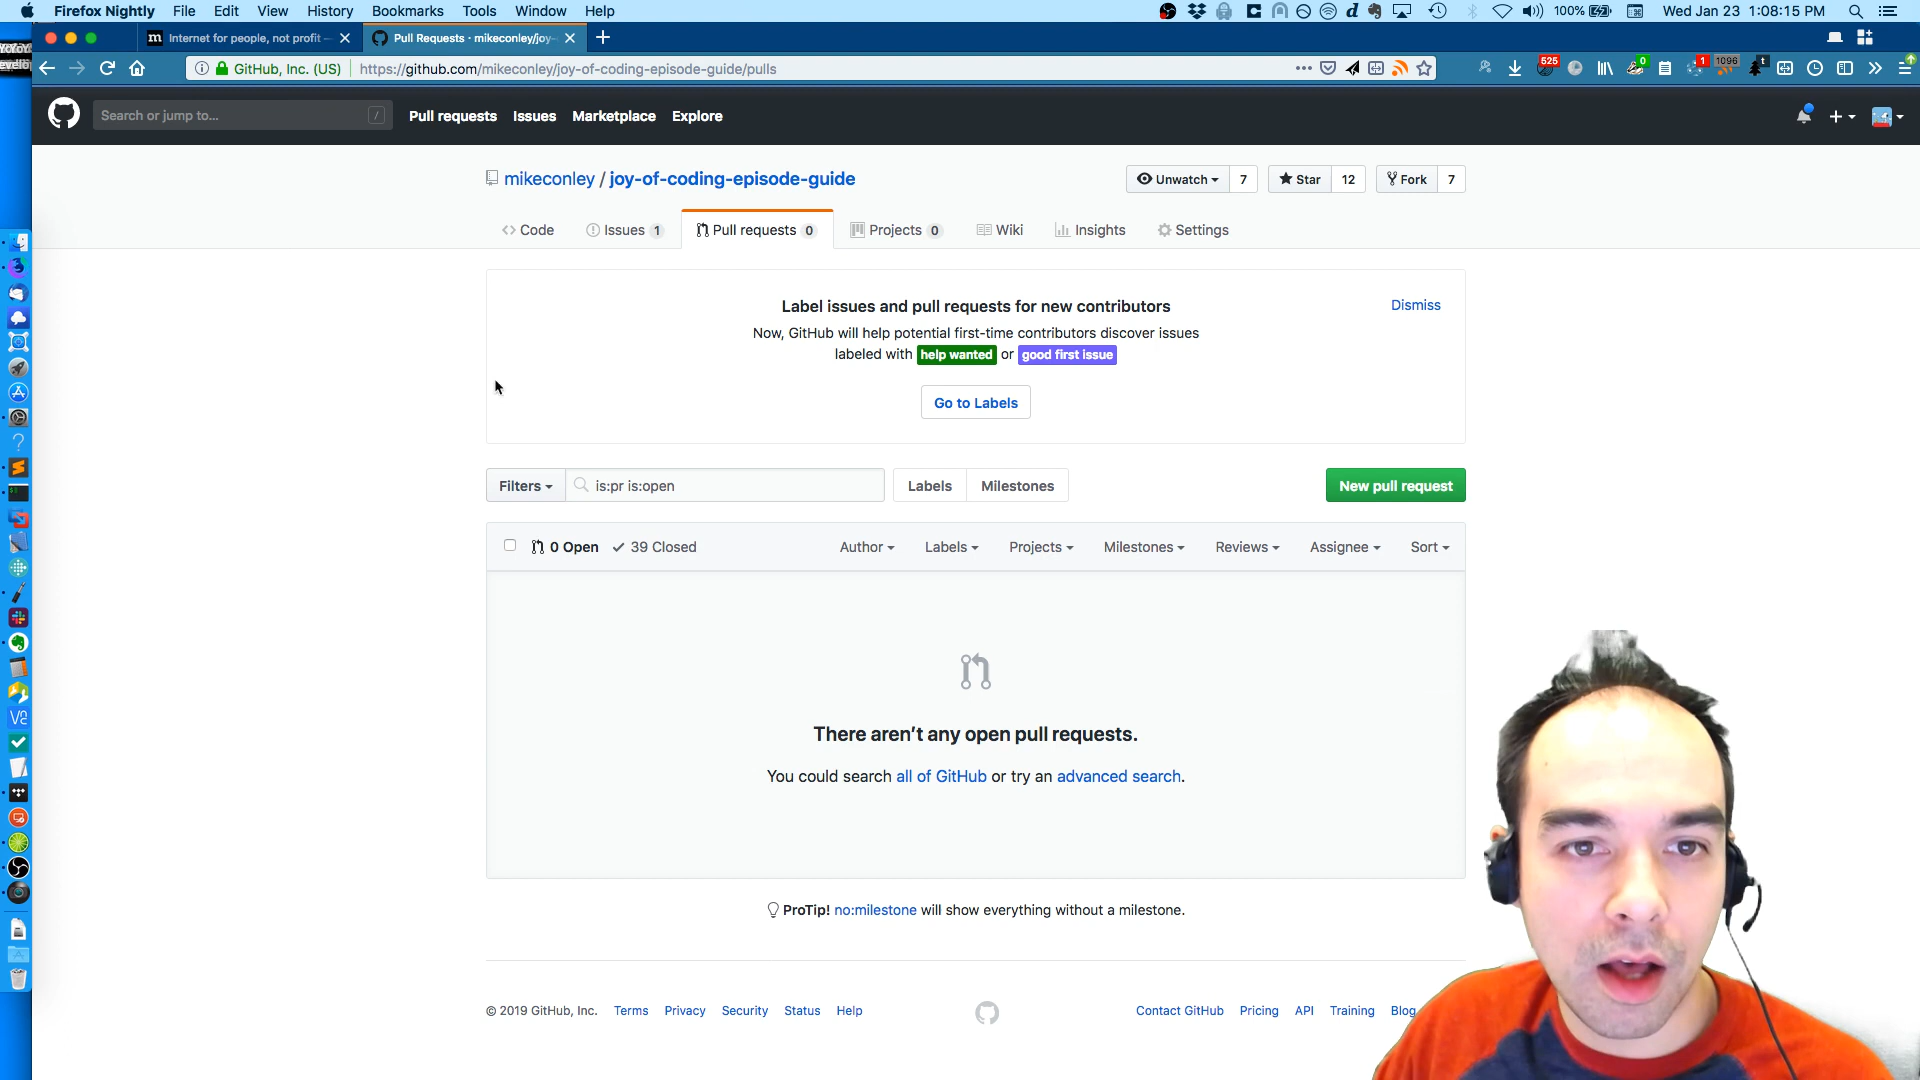 Firefox Nightly File Edit View History Bookmarks Tools Window Help 100% Wed Jan 23 1:08:15 PM
m Internet for people, not profit — Pull Requests · mikeconley/joy-
GitHub, Inc. (US) https://github.com/mikeconley/joy-of-coding-episode-guide/pulls 525 0 1 1096 t
Search or jump to... / Pull requests Issues Marketplace Explore
mikeconley / joy-of-coding-episode-guide Unwatch 7 Star 12 Fork 7
Code Issues 1 Pull requests 0 Projects 0 Wiki Insights Settings
Label issues and pull requests for new contributors Dismiss
Now, GitHub will help potential first-time contributors discover issues
labeled with help wanted or good first issue
Go to Labels
Filters is:pr is:open Labels Milestones New pull request
0 Open 39 Closed Author Labels Projects Milestones Reviews Assignee Sort
There aren’t any open pull requests.
You could search all of GitHub or try an advanced search.
ProTip! no:milestone will show everything without a milestone.
© 2019 GitHub, Inc. Terms Privacy Security Status Help Contact GitHub Pricing API Training Blog